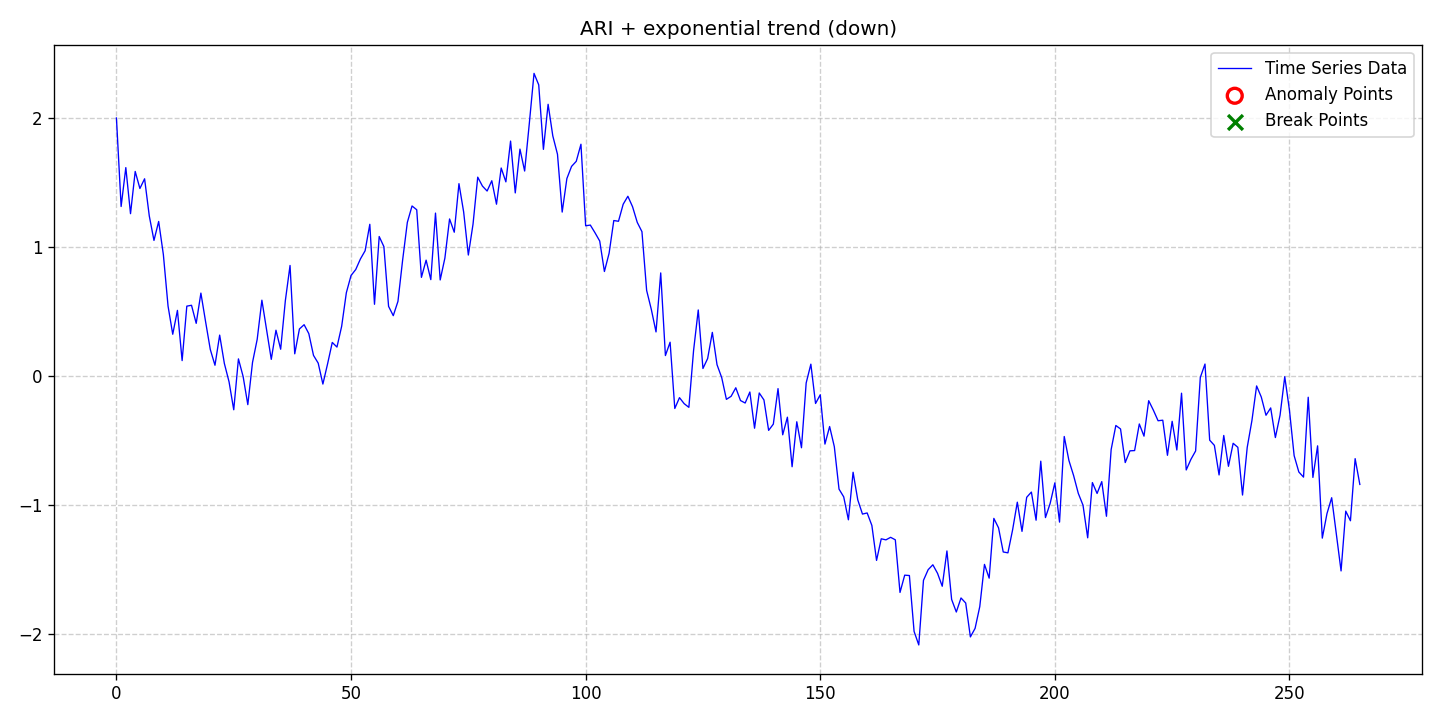 ARI + exponential trend (down)
Time Series Data
Anomaly Points
Break Points
2
1
0
−1
−2
0 50 100 150 200 250